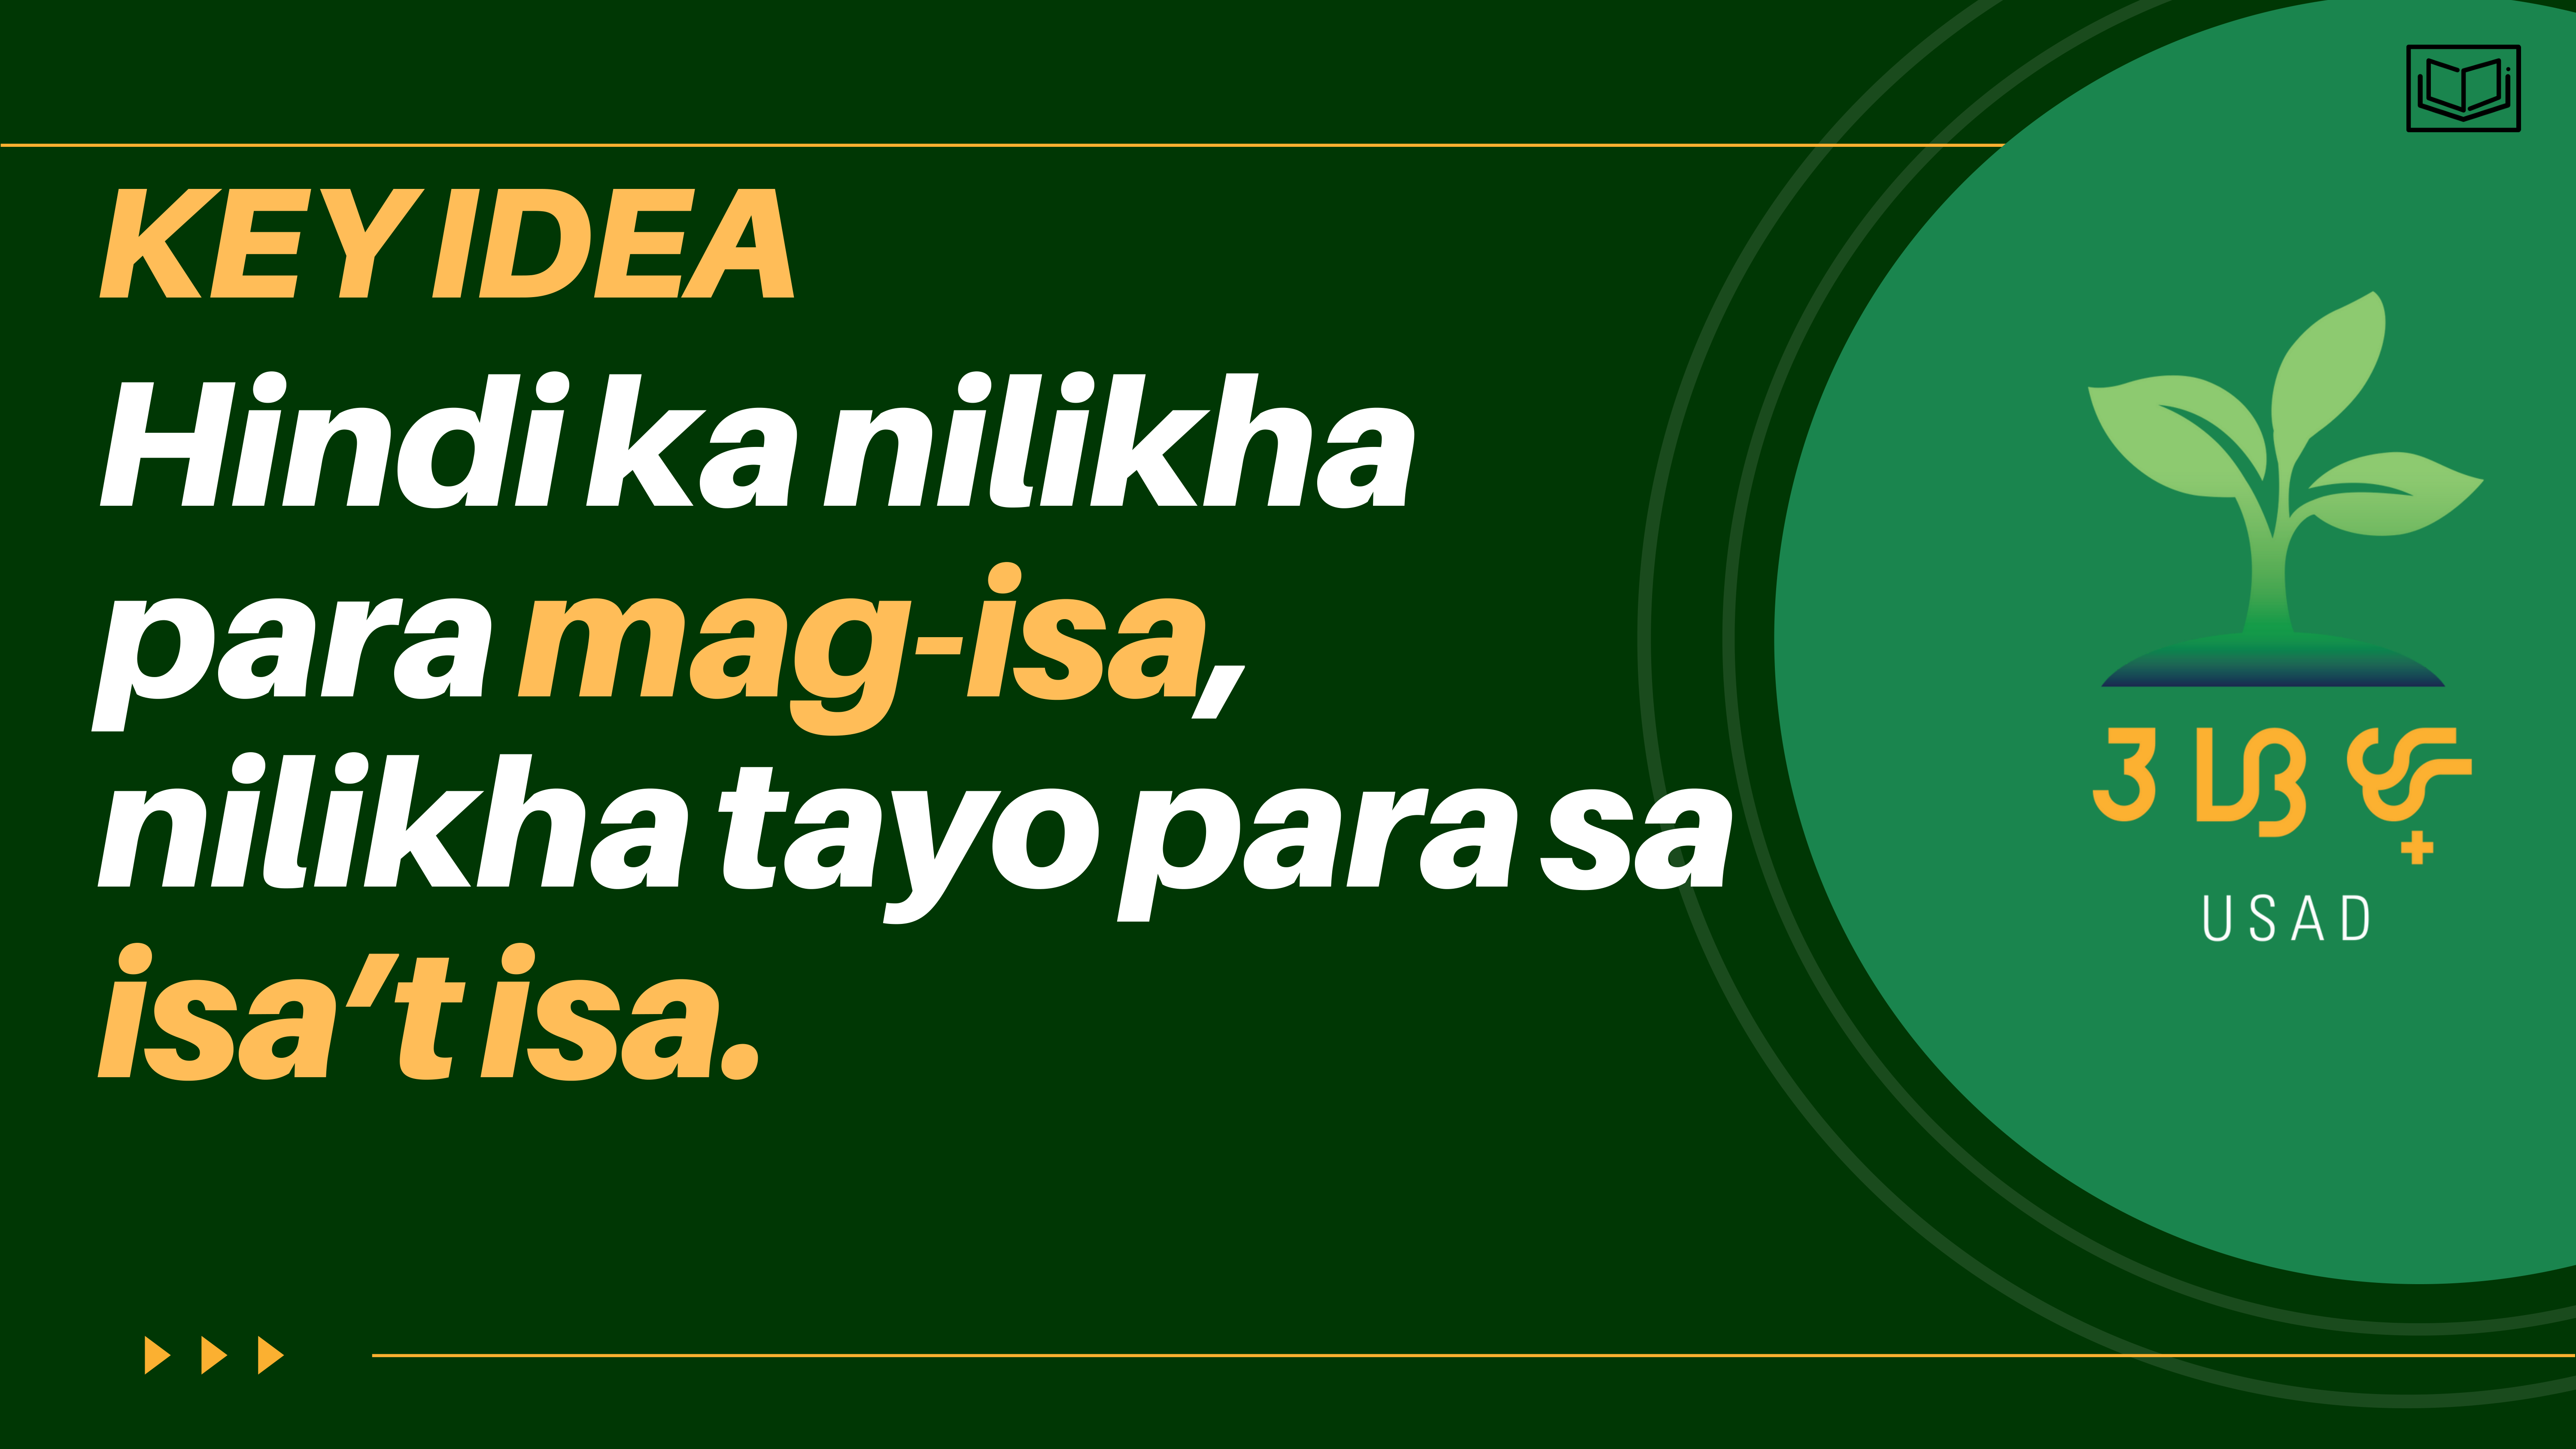 KEY IDEA
Hindi ka nilikha
para mag-isa,
nilikha tayo para sa
isa’t isa.
ᜂ ᜐ ᜇ᜔
USAD